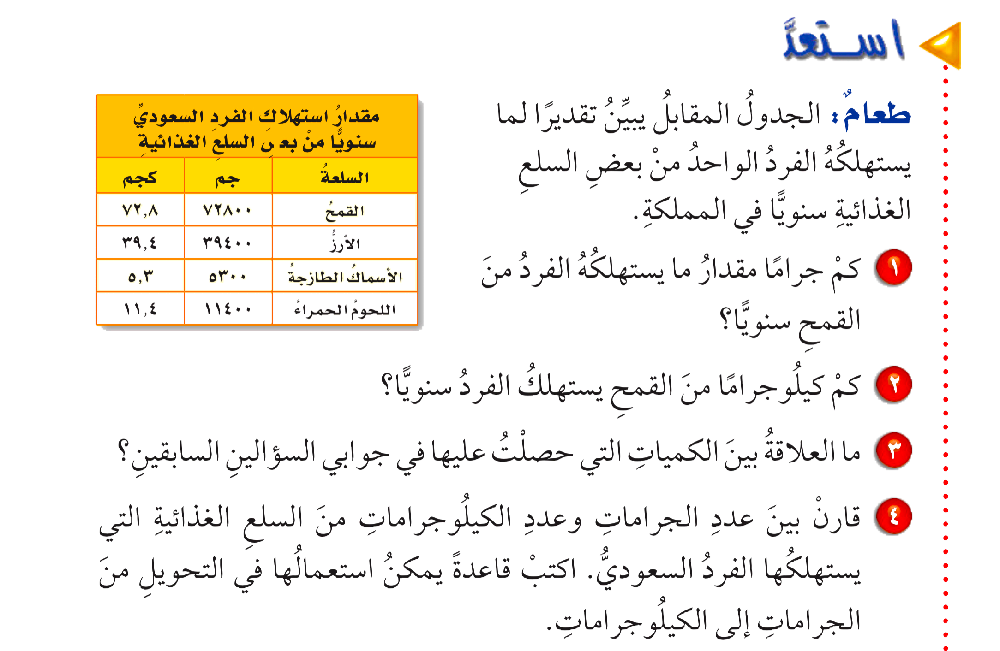 استعدَّ
طعامٌ: الجدولُ المقابلُ يبيِّنُ تقديرًا لما
يستهلكُهُ الفردُ الواحدُ منْ بعضِ السلعِ
الغذائيةِ سنويًّا في المملكةِ.
مقدارُ استهلاكِ الفردِ السعوديِّ
سنويًّا منْ بعـ ـِ السلعِ الغذائيةِ
السلعةُ جم كجم
القمحُ ٧٢٨٠٠ ٧٢,٨
الأرزُّ ٣٩٤٠٠ ٣٩,٤
الأسماكُ الطازجةُ ٥٣٠٠ ٥,٣
اللحومُ الحمراءُ ١١٤٠٠ ١١,٤
١ كمْ جرامًا مقدارُ ما يستهلكُهُ الفردُ منَ
القمحِ سنويًّا؟
٢ كمْ كيلُوجرامًا منَ القمحِ يستهلكُ الفردُ سنويًّا؟
٣ ما العلاقةُ بينَ الكمياتِ التي حصلْتُ عليها في جوابي السؤالينِ السابقينِ؟
٤ قارنْ بينَ عددِ الجراماتِ وعددِ الكيلُوجراماتِ منَ السلعِ الغذائيةِ التي
يستهلكُها الفردُ السعوديُّ. اكتبْ قاعدةً يمكنُ استعمالُها في التحويلِ منَ
الجراماتِ إلى الكيلُوجراماتِ.